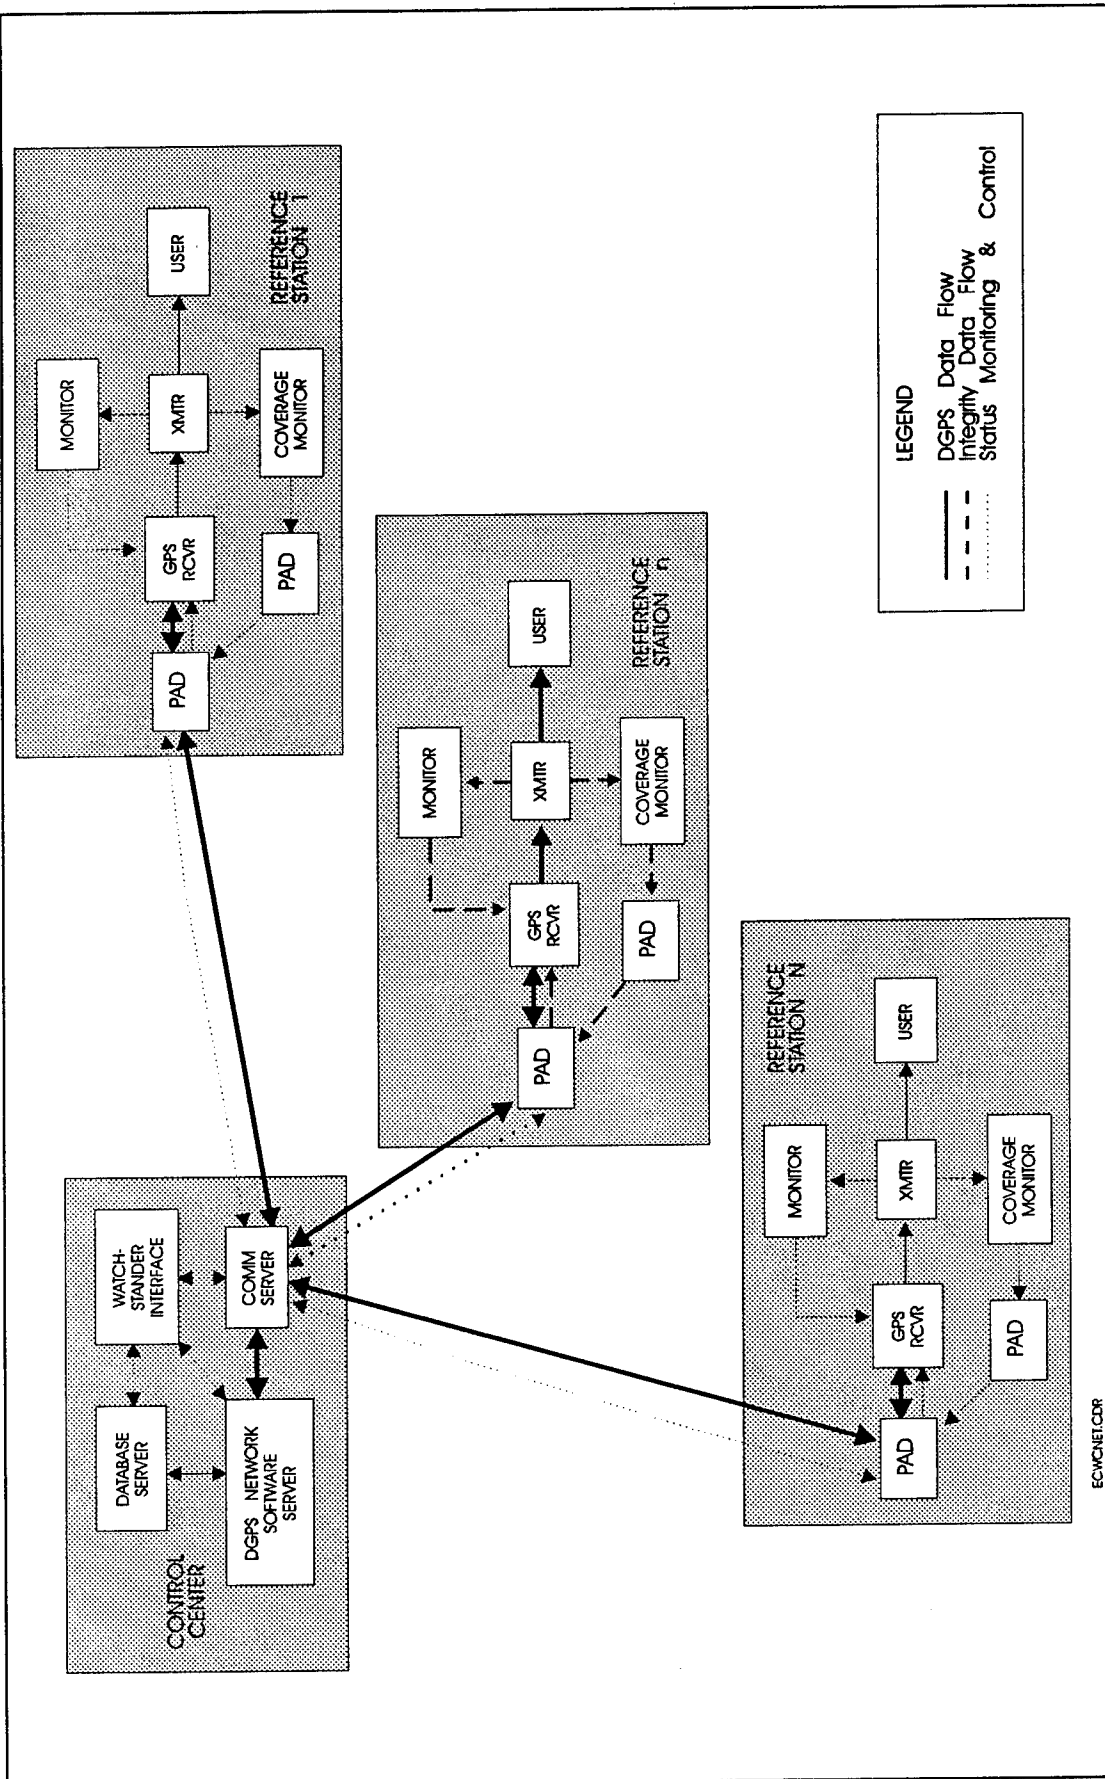 CONTROL
CENTER
DATABASE
SERVER
WATCH-
STANDER
INTERFACE
DGPS NETWORK
SOFTWARE
SERVER
COMM
SERVER
MONITOR
PAD
GPS
RCVR
XMTR
USER
PAD
COVERAGE
MONITOR
REFERENCE
STATION 1
MONITOR
PAD
GPS
RCVR
XMTR
USER
PAD
COVERAGE
MONITOR
REFERENCE
STATION n
REFERENCE
STATION N
MONITOR
PAD
GPS
RCVR
XMTR
USER
PAD
COVERAGE
MONITOR
LEGEND
DGPS Data Flow
Integrity Data Flow
Status Monitoring & Control
ECWCNET.CDR